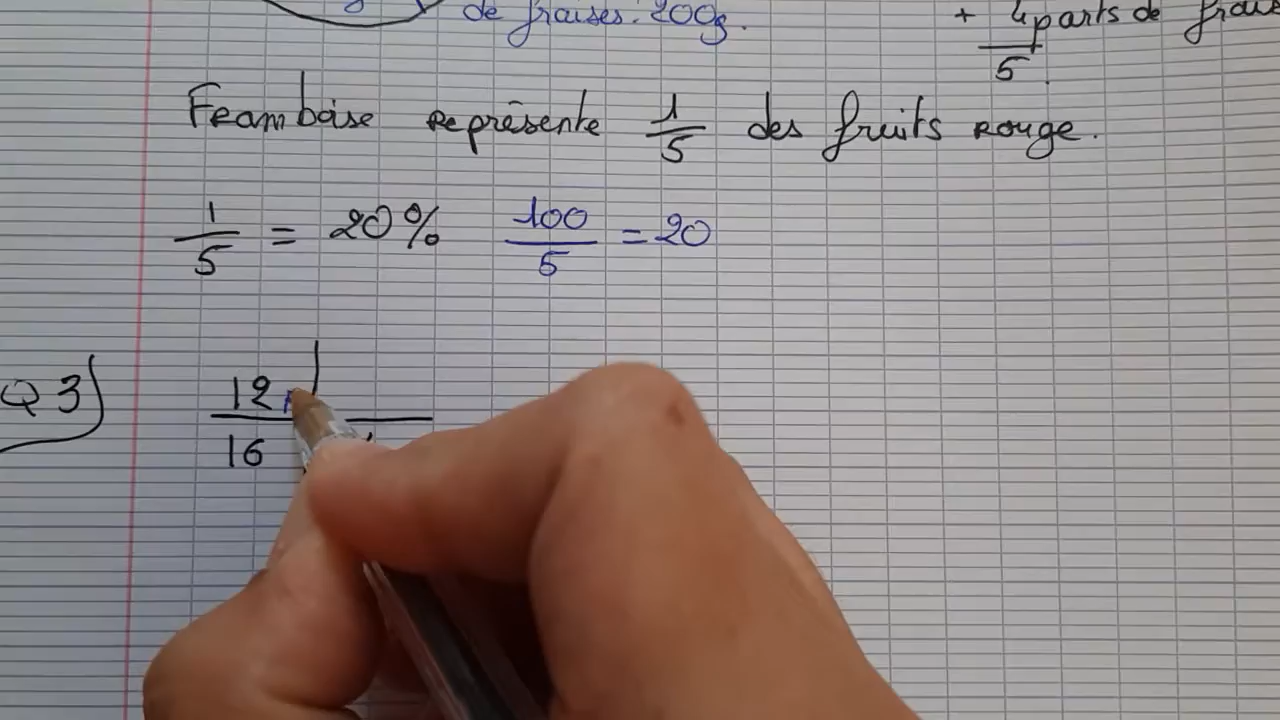 de fraises: 200g.
+ 4 parts de frais
5
Framboise représente 1/5 des fruits rouge.
1/5 = 20% 100/5 = 20
Q3) 12/16